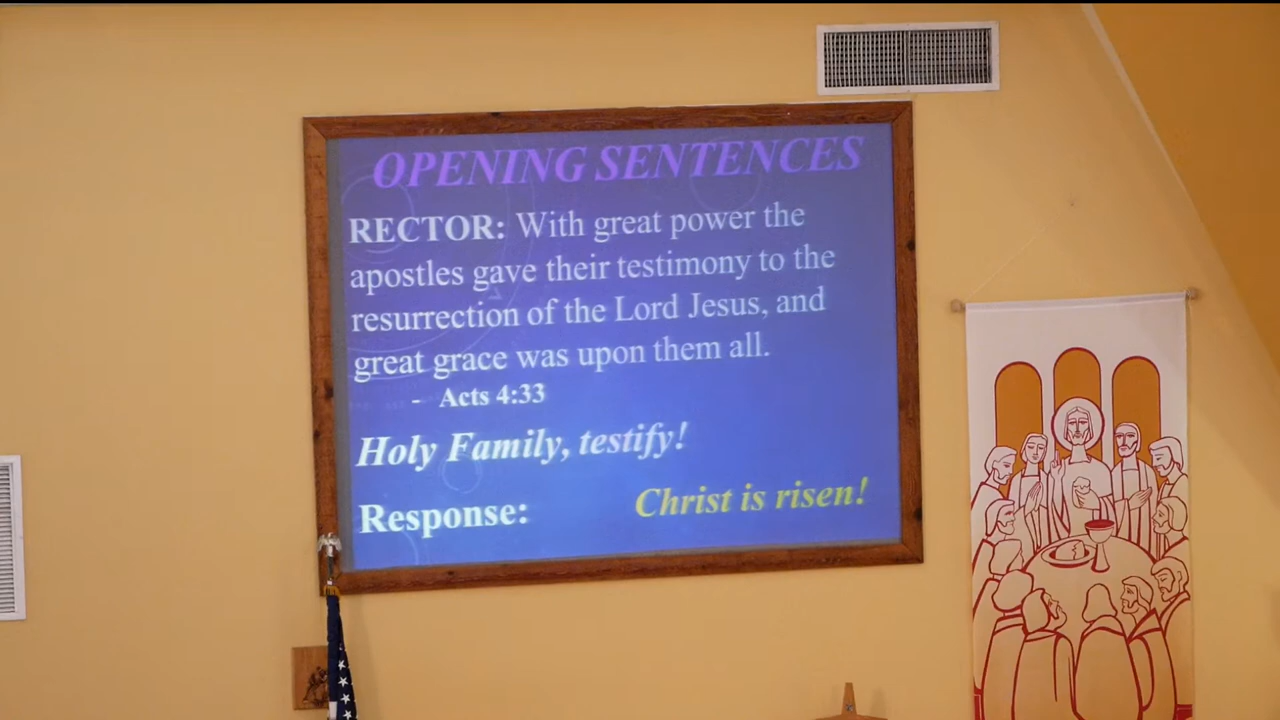 OPENING SENTENCES
RECTOR: With great power the
apostles gave their testimony to the
resurrection of the Lord Jesus, and
great grace was upon them all.
- Acts 4:33
Holy Family, testify!
Response: Christ is risen!